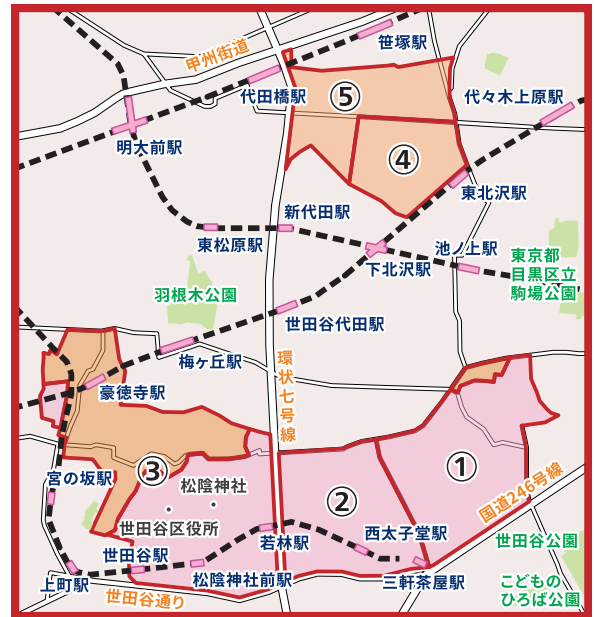 笹塚駅
甲州街道
代田橋駅
⑤
代々木上原駅
明大前駅
④
東北沢駅
新代田駅
東松原駅
池ノ上駅
下北沢駅
東京都
目黒区立
駒場公園
羽根木公園
世田谷代田駅
梅ヶ丘駅
環状七号線
豪徳寺駅
①
③
宮の坂駅
松陰神社
国道246号線
②
世田谷区役所
西太子堂駅
若林駅
世田谷公園
世田谷駅
上町駅
松陰神社前駅
三軒茶屋駅
こどもの
ひろば公園
世田谷通り